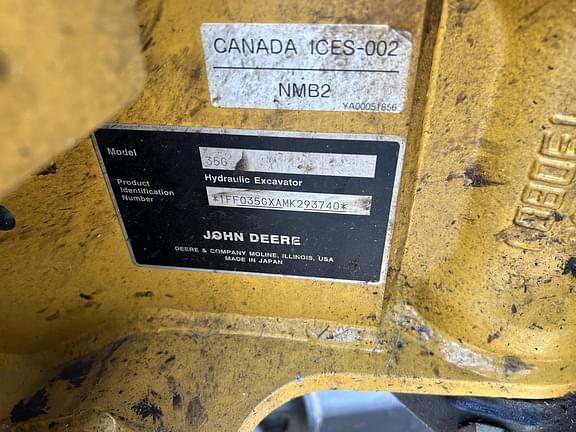 CANADA ICES-002
NMB2
YA00051856
Model
35G
Hydraulic Excavator
Product
Identification
Number
*1FF035GXAMK293740*
JOHN DEERE
DEERE & COMPANY MOLINE, ILLINOIS, USA
MADE IN JAPAN